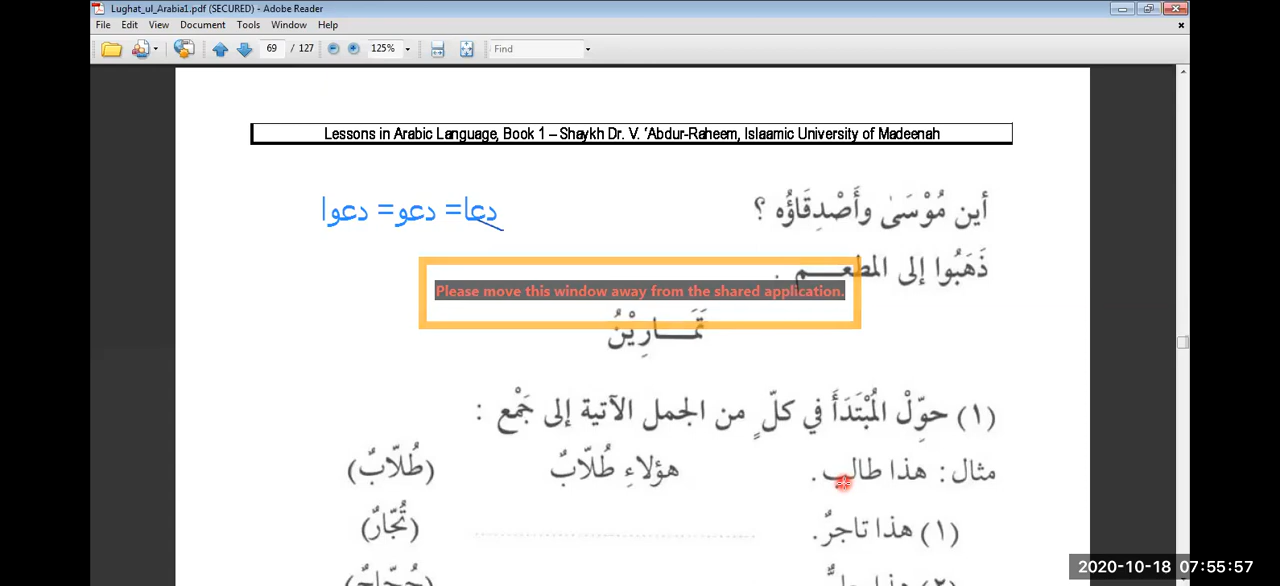 Lughat_ul_Arabia1.pdf (SECURED) - Adobe Reader
File Edit View Document Tools Window Help
69 / 127 125% Find
Lessons in Arabic Language, Book 1 – Shaykh Dr. V. 'Abdur-Raheem, Islaamic University of Madeenah
أين مُوْسَىٰ وأَصْدِقَاؤُه ؟ دعا= دعو= دعوا
ذَهَبُوا إلى المطعـــم .
Please move this window away from the shared application.
تَمَـــارِيْنُ
(١) حوِّلْ المُبْتَدَأَ في كلّ ٍ من الجمل الآتية إلى جَمْع :
مثال : هذا طالب . هؤلاءِ طُلّابٌ (طُلّابٌ)
(١) هذا تاجرٌ. ........................ (تُجّارٌ)
2020-10-18 07:55:57